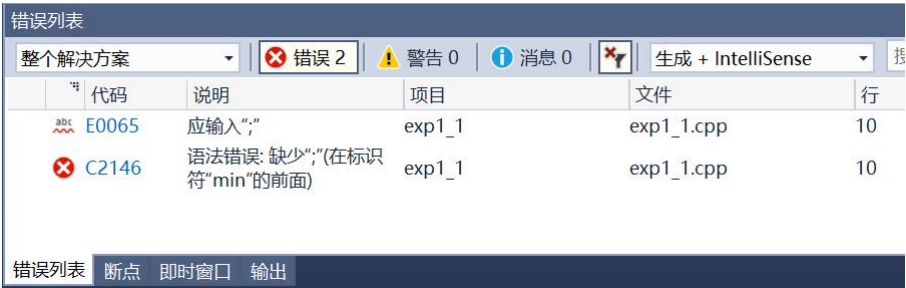 错误列表
整个解决方案 错误 2 警告 0 消息 0 生成 + IntelliSense
代码 说明 项目 文件 行
abc E0065 应输入“;” exp1_1 exp1_1.cpp 10
C2146 语法错误: 缺少“;”(在标识 exp1_1 exp1_1.cpp 10
符“min”的前面)
错误列表 断点 即时窗口 输出